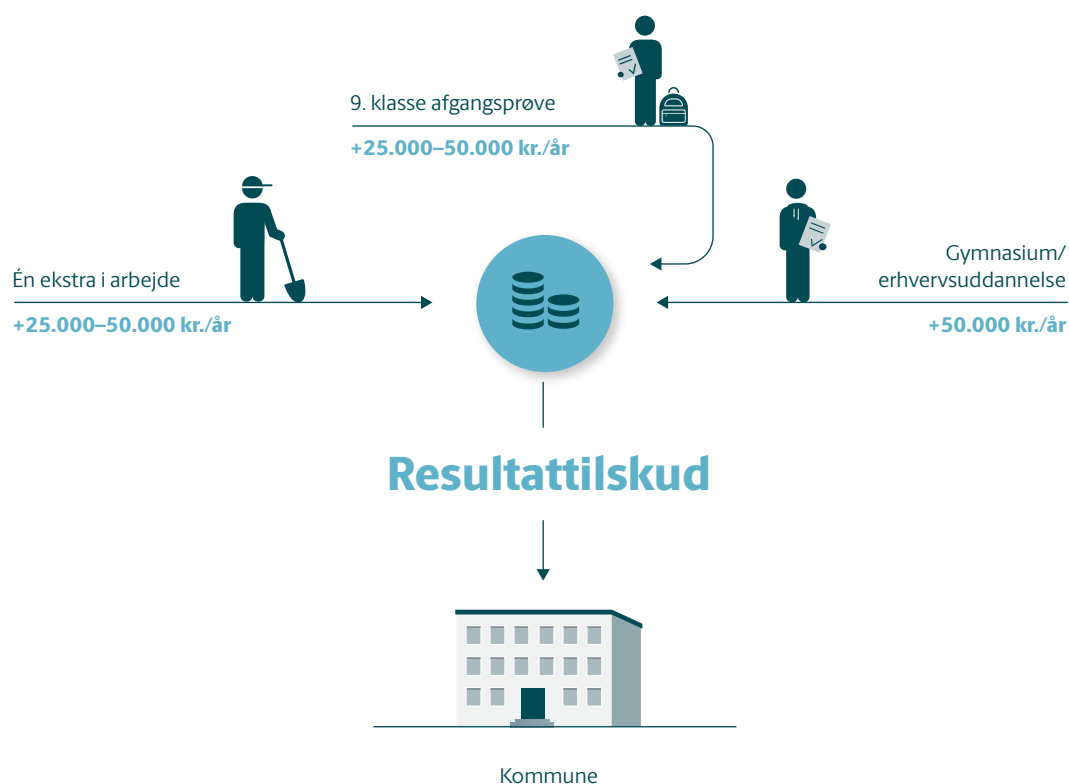 9. klasse afgangsprøve
+25.000–50.000 kr./år
Én ekstra i arbejde
+25.000–50.000 kr./år
Gymnasium/
erhvervsuddannelse
+50.000 kr./år
Resultattilskud
Kommune